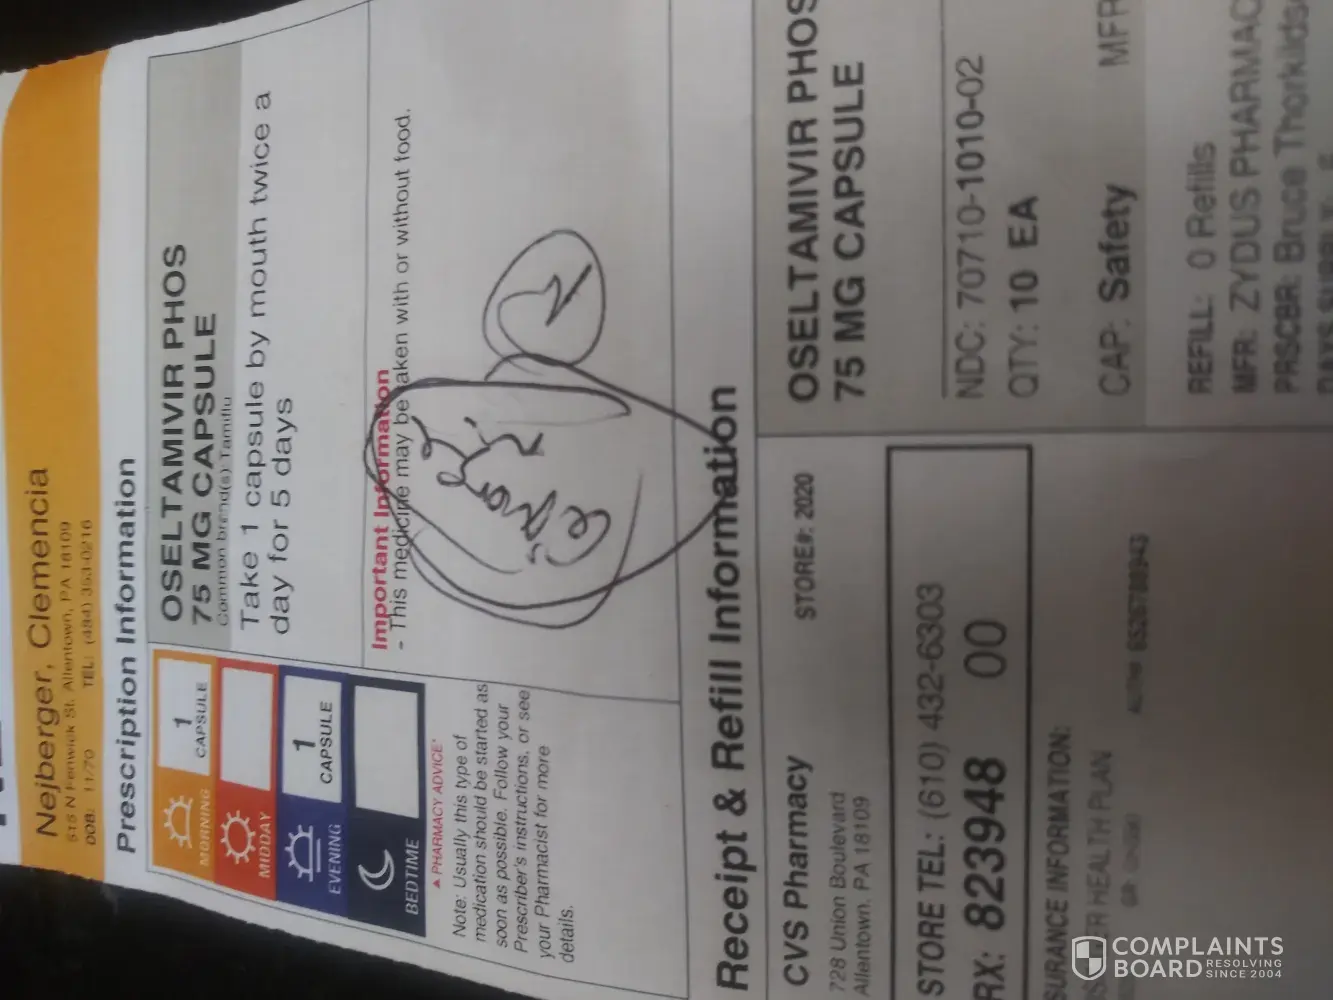 Nejberger, Clemencia
515 N Fenwick St. Allentown, PA 18109
DOB: 11/70 TEL: (484) 353-0216
Prescription Information
MORNING
1
CAPSULE
MIDDAY
EVENING
1
CAPSULE
BEDTIME
OSELTAMIVIR PHOS
75 MG CAPSULE
Common brand(s): Tamiflu
Take 1 capsule by mouth twice a
day for 5 days
Important Information
- This medicine may be taken with or without food.
PHARMACY ADVICE
Note: Usually this type of
medication should be started as
soon as possible. Follow your
Prescriber's instructions, or see
your Pharmacist for more
details.
Receipt & Refill Information
CVS Pharmacy STORE#: 2020
728 Union Boulevard
Allentown, PA 18109
STORE TEL: (610) 432-6303
RX: 823948 00
SURANCE INFORMATION:
HEALTH PLAN
OSELTAMIVIR PHOS
75 MG CAPSULE
NDC: 70710-1010-02
QTY: 10 EA
CAP: Safety MFR
REFILL: 0 Refills
MFR: ZYDUS PHARMAC
PRSCBR: Bruce Thorkilds
COMPLAINTS
BOARD RESOLVING
SINCE 2004